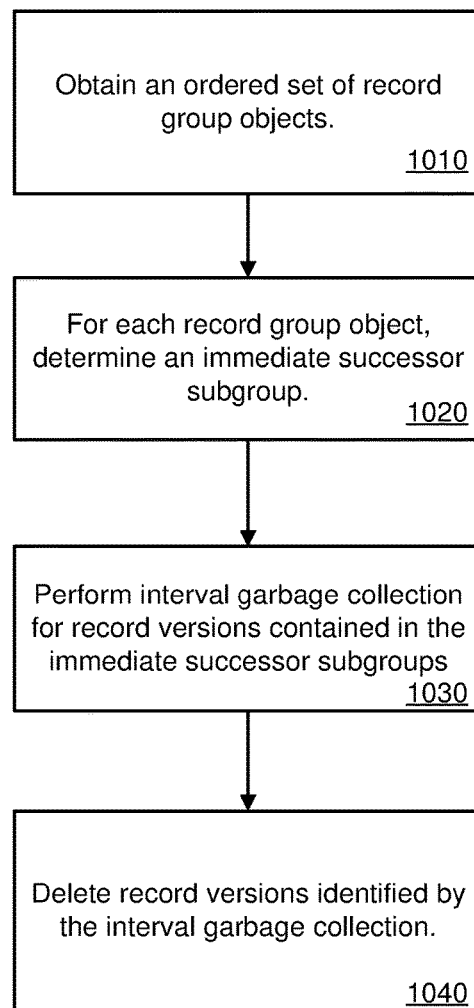 Obtain an ordered set of record
group objects.
1010
For each record group object,
determine an immediate successor
subgroup.
1020
Perform interval garbage collection
for record versions contained in the
immediate successor subgroups
1030
Delete record versions identified by
the interval garbage collection.
1040